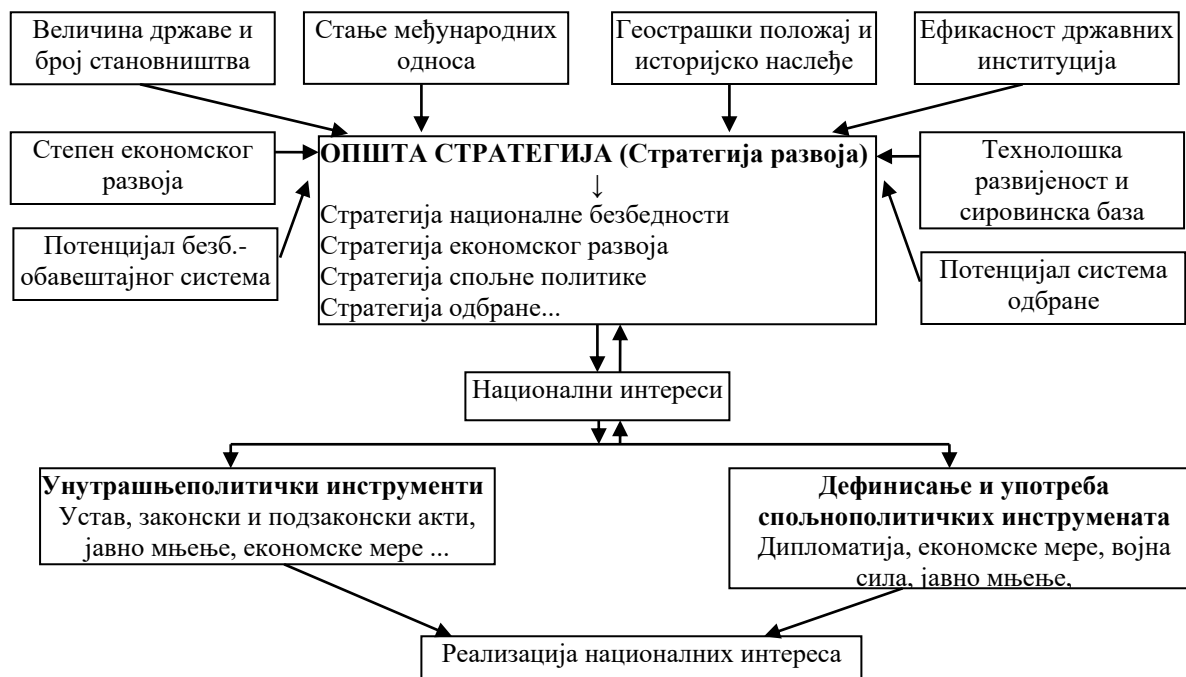 Величина државе и
број становништва
Стање међународних
односа
Геострашки положај и
историјско наслеђе
Ефикасност државних
институција
Степен економског
развоја
ОПШТА СТРАТЕГИЈА (Стратегија развоја)
↓
Стратегија националне безбедности
Стратегија економског развоја
Стратегија спољне политике
Стратегија одбране...
Технолошка
развијеност и
сировинска база
Потенцијал безб.-
обавештајног система
Потенцијал система
одбране
Национални интереси
Унутрашњеполитички инструменти
Устав, законски и подзаконски акти,
јавно мњење, економске мере ...
Дефинисање и употреба
спољнополитичких инструмената
Дипломатија, економске мере, војна
сила, јавно мњење,
Реализација националних интереса